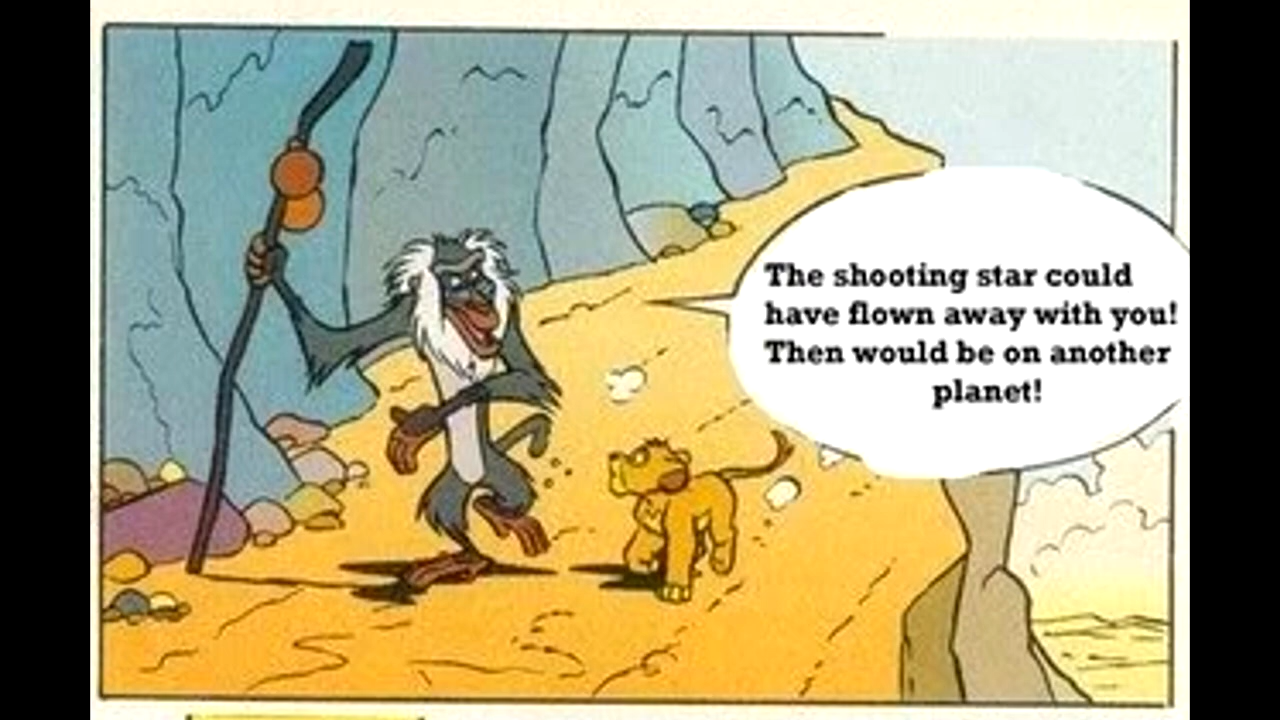 The shooting star could
have flown away with you!
Then would be on another
planet!